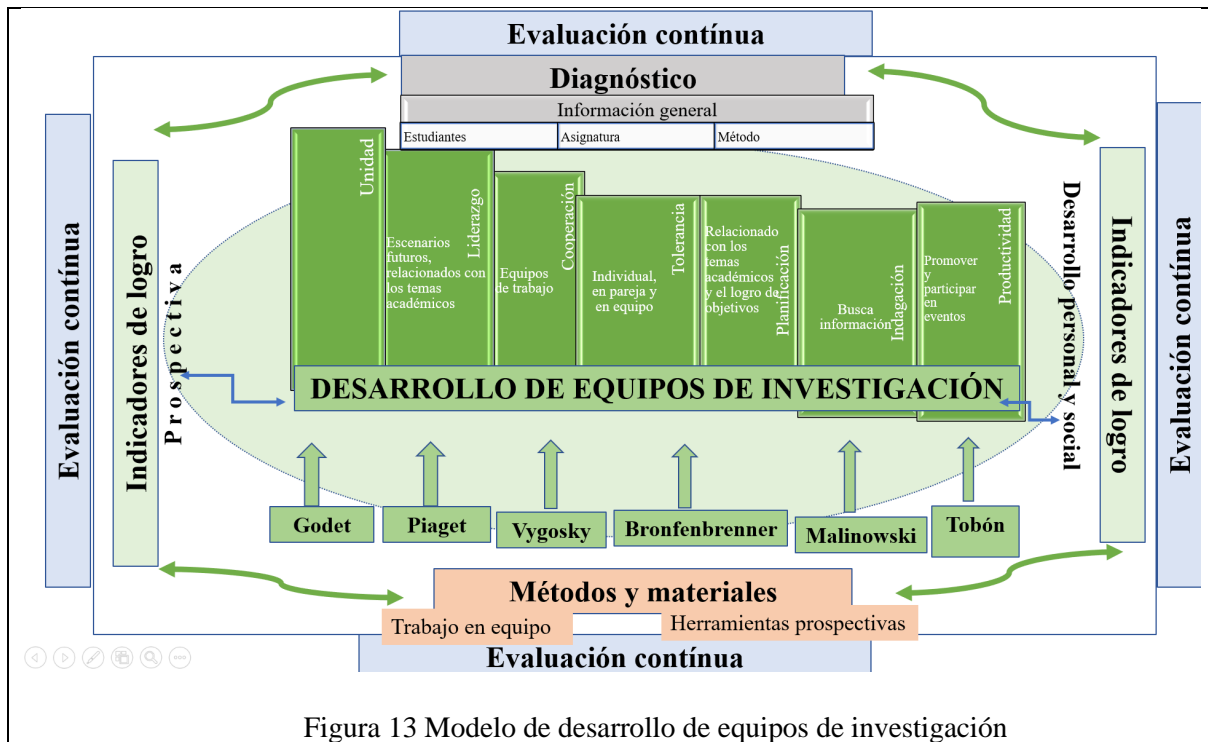 Evaluación contínua
Diagnóstico
Información general
Estudiantes
Asignatura
Método
Evaluación contínua
Indicadores de logro
Prospectiva
Unidad
Liderazgo
Escenarios
futuros,
relacionados con
los temas
académicos
Cooperación
Equipos
de trabajo
Tolerancia
Individual,
en pareja y
en equipo
Planificación
Relacionado
con los
temas
académicos
y el logro de
objetivos
Indagación
Busca
información
Productividad
Promover
y
participar
en
eventos
Desarrollo personal y social
Indicadores de logro
Evaluación contínua
DESARROLLO DE EQUIPOS DE INVESTIGACIÓN
Godet
Piaget
Vygosky
Bronfenbrenner
Malinowski
Tobón
Métodos y materiales
Trabajo en equipo
Herramientas prospectivas
Evaluación contínua
Figura 13 Modelo de desarrollo de equipos de investigación